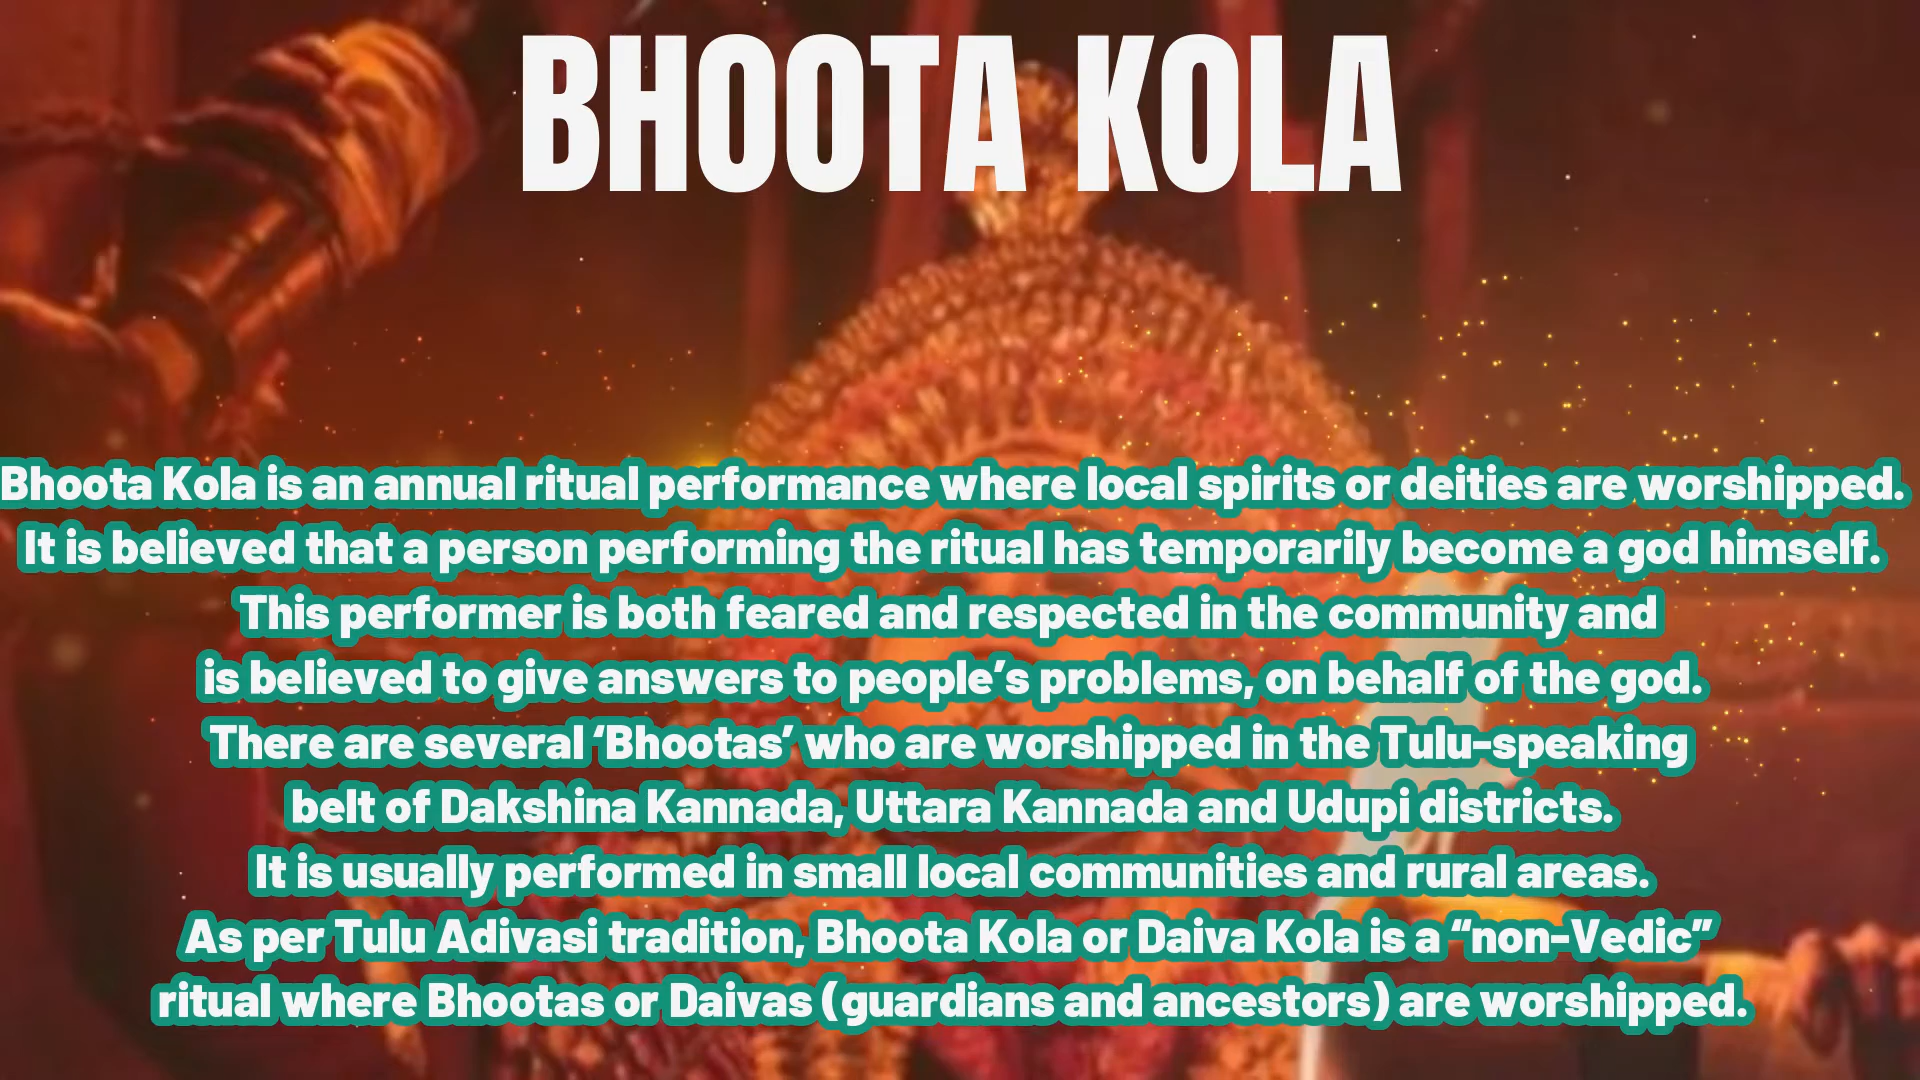 BHOOTA KOLA
Bhoota Kola is an annual ritual performance where local spirits or deities are worshipped.
It is believed that a person performing the ritual has temporarily become a god himself.
This performer is both feared and respected in the community and
is believed to give answers to people’s problems, on behalf of the god.
There are several ‘Bhootas’ who are worshipped in the Tulu-speaking
belt of Dakshina Kannada, Uttara Kannada and Udupi districts.
It is usually performed in small local communities and rural areas.
As per Tulu Adivasi tradition, Bhoota Kola or Daiva Kola is a “non-Vedic”
ritual where Bhootas or Daivas (guardians and ancestors) are worshipped.